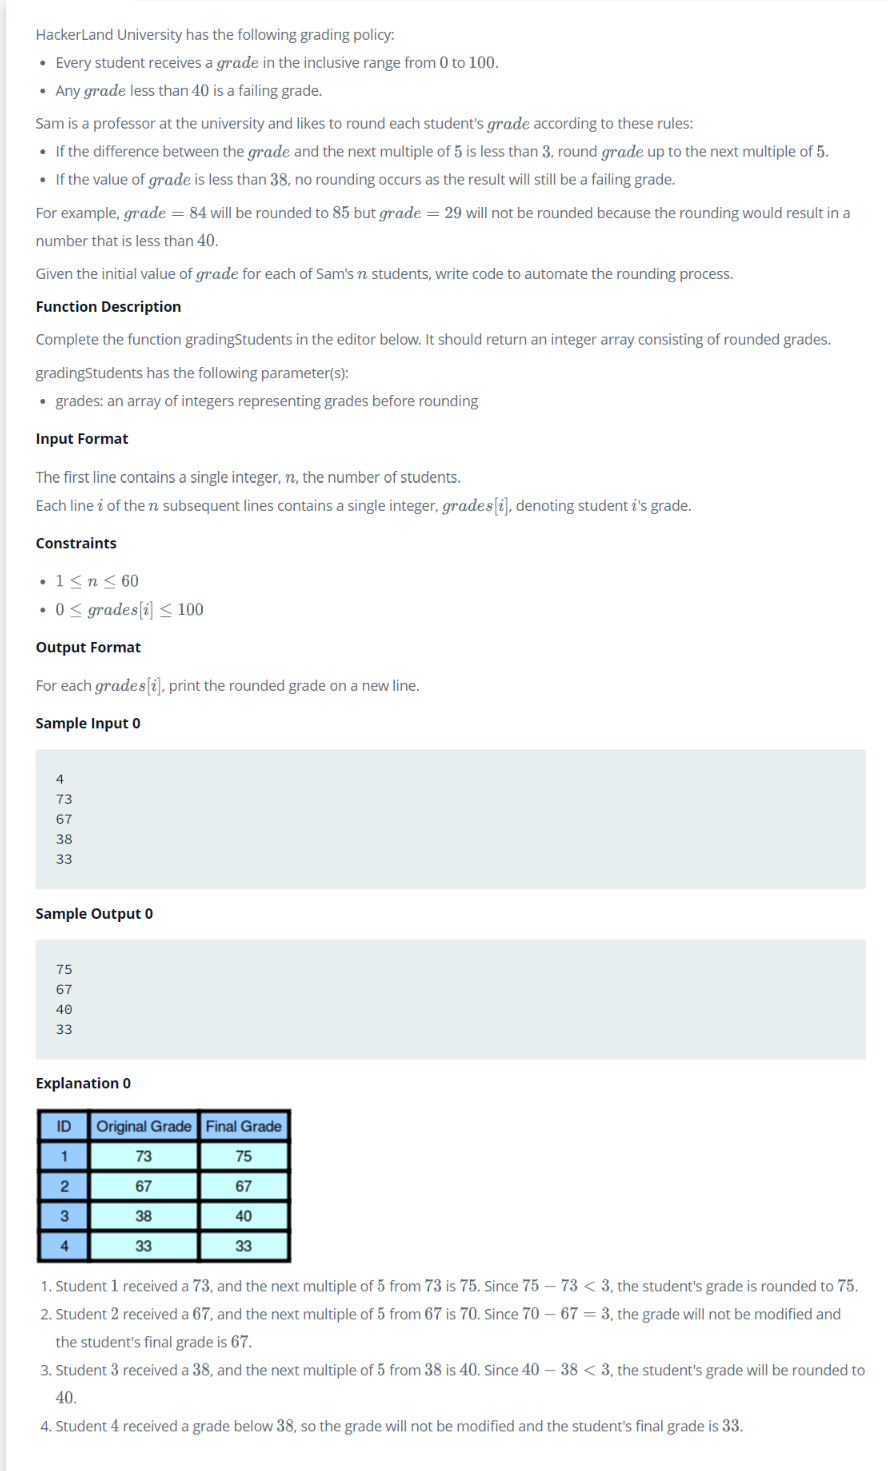 HackerLand University has the following grading policy:
• Every student receives a grade in the inclusive range from 0 to 100.
• Any grade less than 40 is a failing grade.
Sam is a professor at the university and likes to round each student's grade according to these rules:
• If the difference between the grade and the next multiple of 5 is less than 3, round grade up to the next multiple of 5.
• If the value of grade is less than 38, no rounding occurs as the result will still be a failing grade.
For example, grade = 84 will be rounded to 85 but grade = 29 will not be rounded because the rounding would result in a
number that is less than 40.
Given the initial value of grade for each of Sam's n students, write code to automate the rounding process.
Function Description
Complete the function gradingStudents in the editor below. It should return an integer array consisting of rounded grades.
gradingStudents has the following parameter(s):
• grades: an array of integers representing grades before rounding
Input Format
The first line contains a single integer, n, the number of students.
Each line i of the n subsequent lines contains a single integer, grades[i], denoting student i's grade.
Constraints
• 1 ≤ n ≤ 60
• 0 ≤ grades[i] ≤ 100
Output Format
For each grades[i], print the rounded grade on a new line.
Sample Input 0
4
73
67
38
33
Sample Output 0
75
67
40
33
Explanation 0
ID Original Grade Final Grade
1 73 75
2 67 67
3 38 40
4 33 33
1. Student 1 received a 73, and the next multiple of 5 from 73 is 75. Since 75 − 73 < 3, the student's grade is rounded to 75.
2. Student 2 received a 67, and the next multiple of 5 from 67 is 70. Since 70 − 67 = 3, the grade will not be modified and
the student's final grade is 67.
3. Student 3 received a 38, and the next multiple of 5 from 38 is 40. Since 40 − 38 < 3, the student's grade will be rounded to
40.
4. Student 4 received a grade below 38, so the grade will not be modified and the student's final grade is 33.